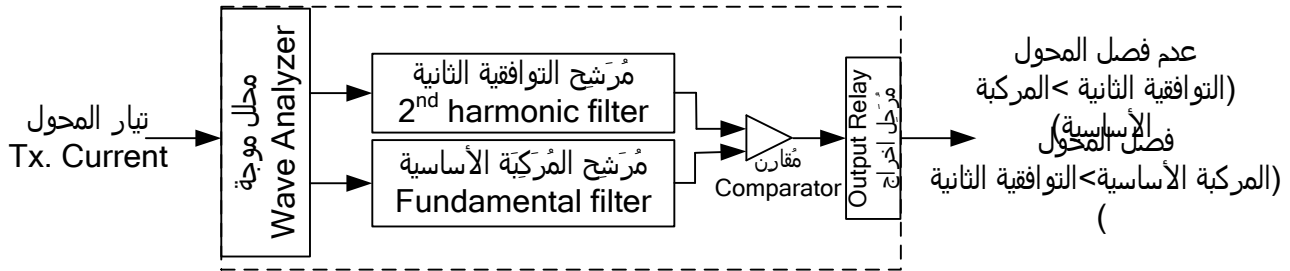 تيار المحول
Tx. Current
محلل موجة
Wave Analyzer
مُرَشِح التوافقية الثانية
2nd harmonic filter
مُرَشِح المُرَكِبَة الأساسية
Fundamental filter
مُقارن
Comparator
Output Relay
مُرَحِل اخراج
عدم فصل المحول
(التوافقية الثانية >المركبة
الأساسية)
فصل المحول
(المركبة الأساسية>التوافقية الثانية
)